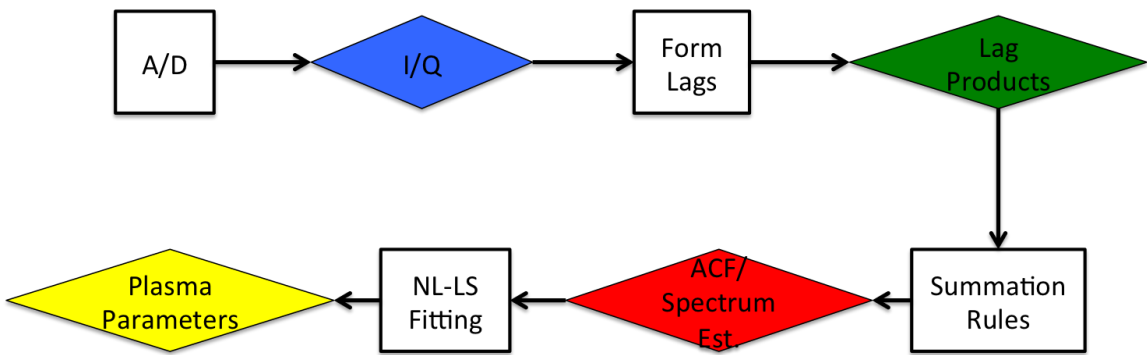 A/D
I/Q
Form
Lags
Lag
Products
Plasma
Parameters
NL-LS
Fitting
ACF/
Spectrum
Est.
Summation
Rules